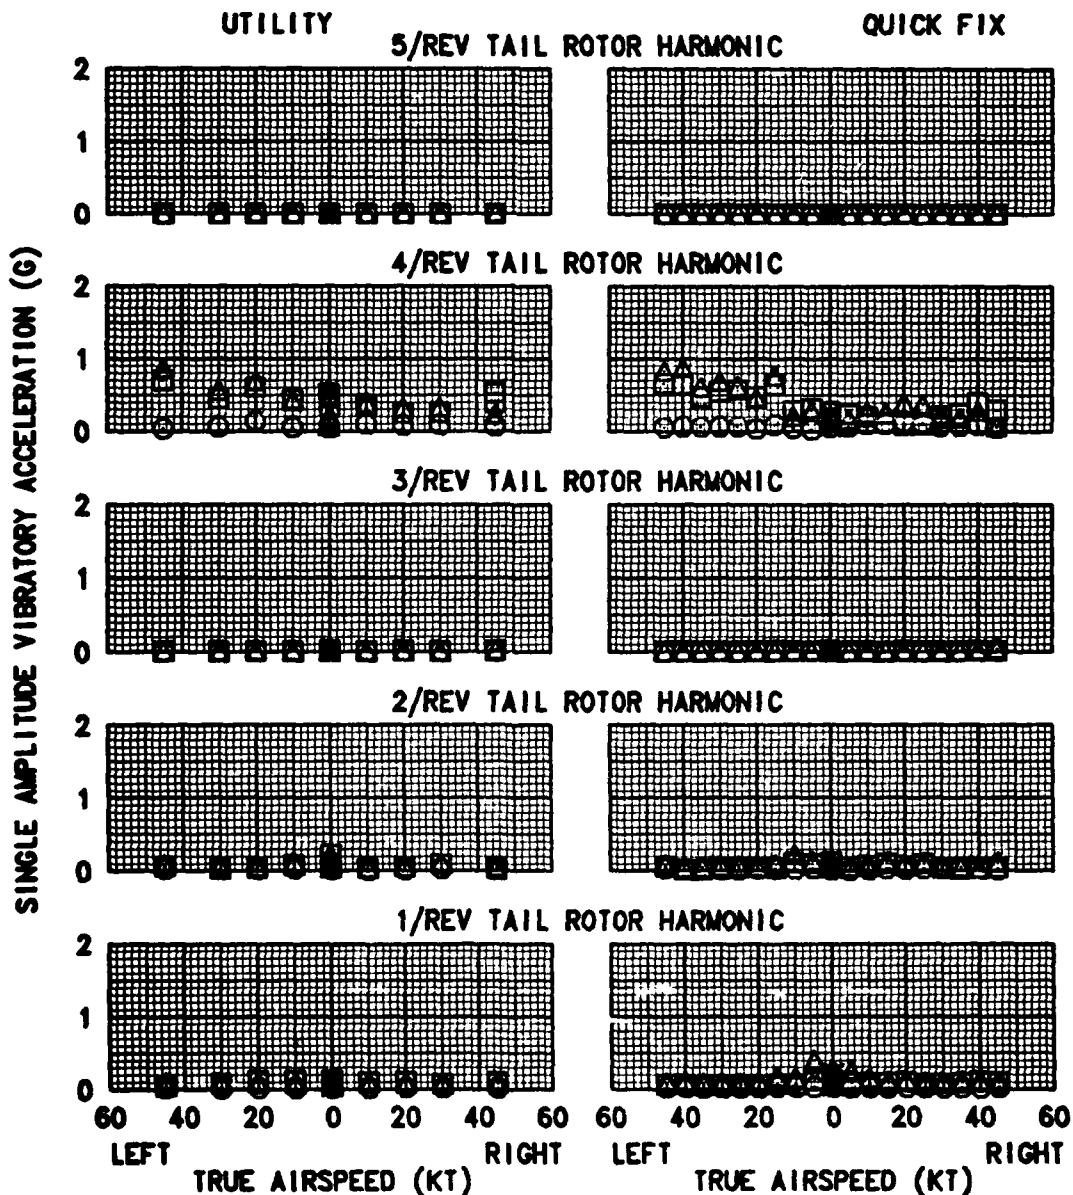 UTILITY QUICK FIX
5/REV TAIL ROTOR HARMONIC
2
1
0
4/REV TAIL ROTOR HARMONIC
2
1
0
3/REV TAIL ROTOR HARMONIC
2
1
0
2/REV TAIL ROTOR HARMONIC
2
1
0
1/REV TAIL ROTOR HARMONIC
2
1
0
SINGLE AMPLITUDE VIBRATORY ACCELERATION (G)
60 40 20 0 20 40 60 60 40 20 0 20 40 60
LEFT RIGHT LEFT RIGHT
TRUE AIRSPEED (KT) TRUE AIRSPEED (KT)